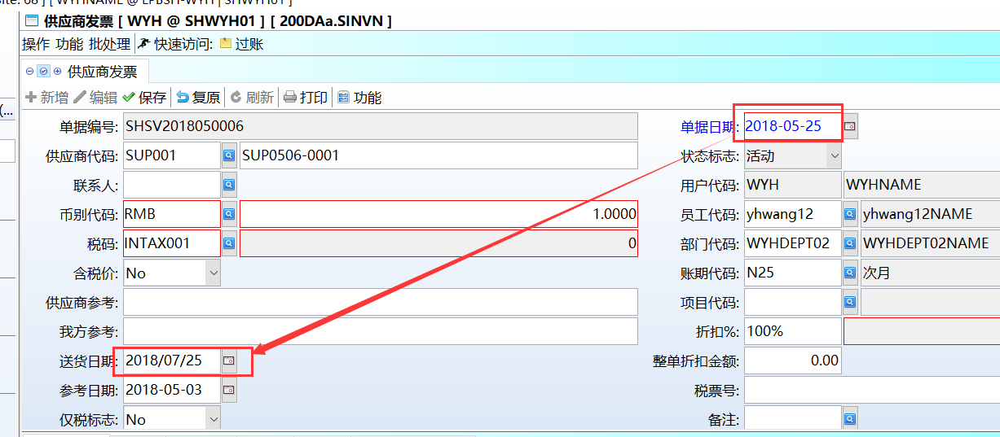 Site: 68 ] [ WYHNAME @ EPBSH-WYH | SHWYH01 ]
供应商发票 [ WYH @ SHWYH01 ] [ 200DAa.SINVN ]
操作 功能 批处理 快速访问: 过账
供应商发票
新增 编辑 保存 复原 刷新 打印 功能
(...
单据编号: SHSV2018050006 单据日期: 2018-05-25
供应商代码: SUP001 SUP0506-0001 状态标志: 活动
联系人: 用户代码: WYH WYHNAME
币别代码: RMB 1.0000 员工代码: yhwang12 yhwang12NAME
税码: INTAX001 0 部门代码: WYHDEPT02 WYHDEPT02NAME
含税价: No 账期代码: N25 次月
供应商参考: 项目代码:
我方参考: 折扣%: 100%
送货日期: 2018/07/25 整单折扣金额: 0.00
参考日期: 2018-05-03 税票号:
仅税标志: No 备注: